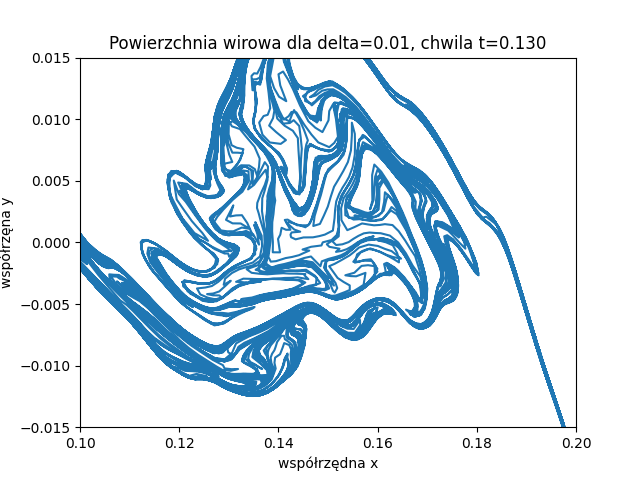 Powierzchnia wirowa dla delta=0.01, chwila t=0.130
0.015
0.010
0.005
0.000
−0.005
−0.010
−0.015
współrzęna y
0.10 0.12 0.14 0.16 0.18 0.20
współrzędna x